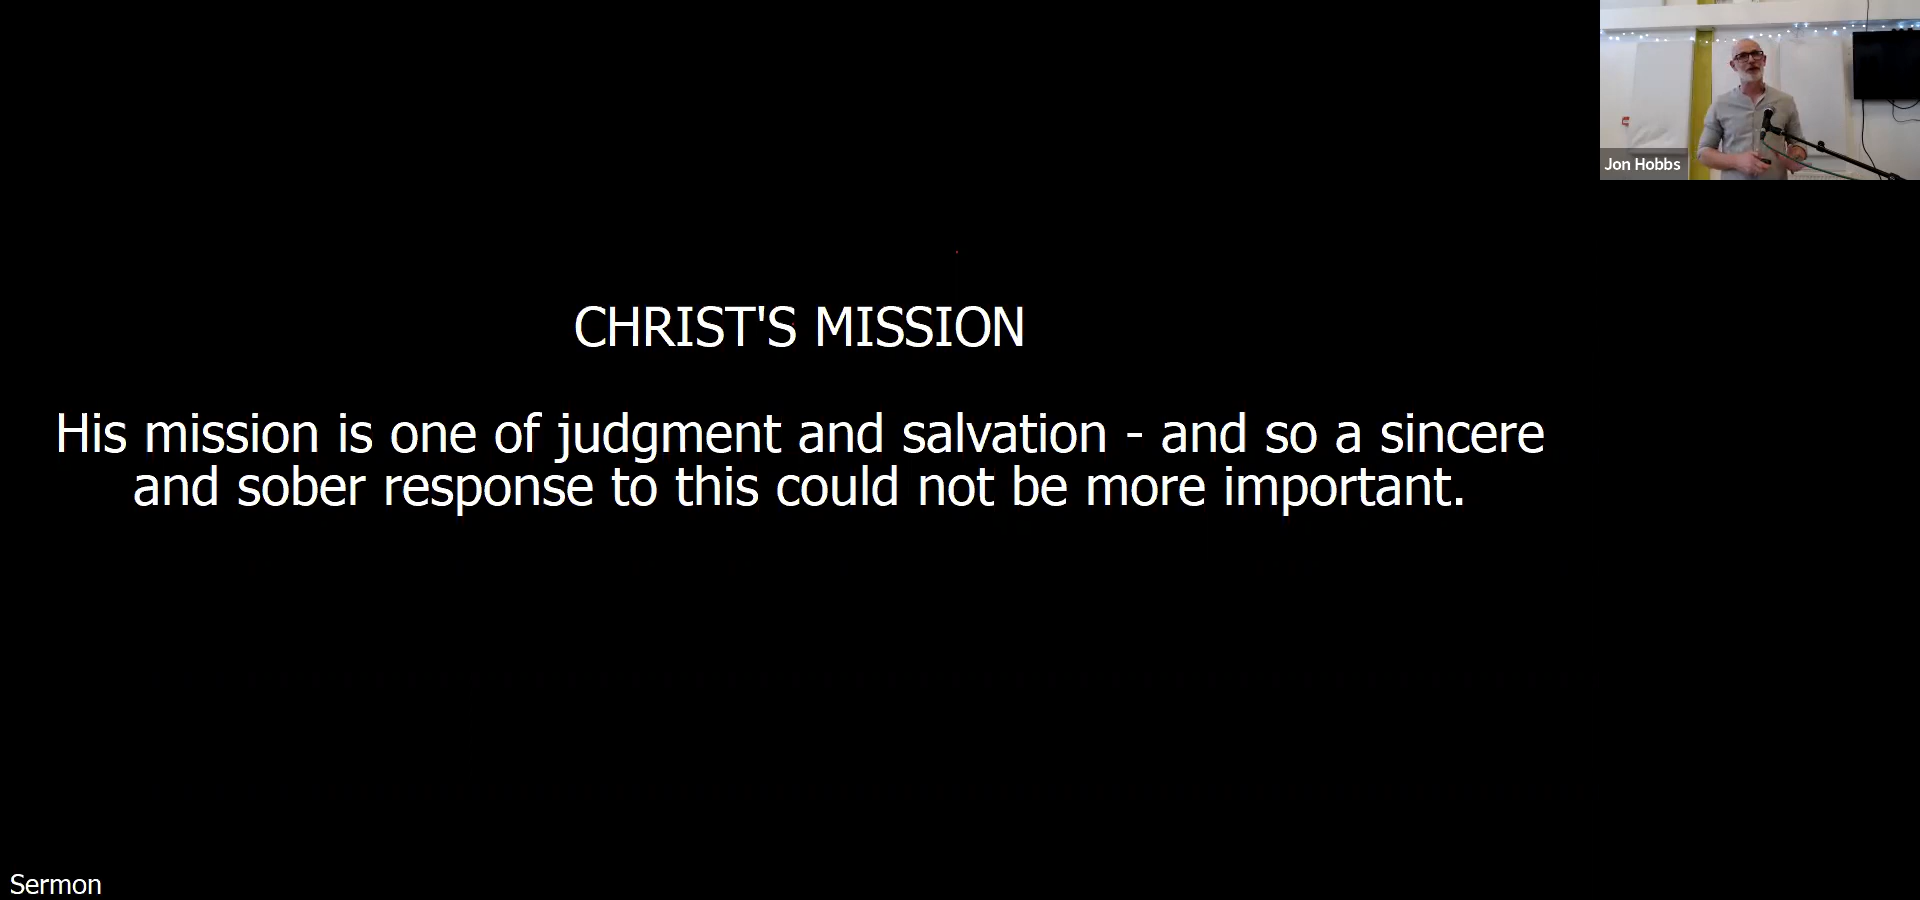 Jon Hobbs
CHRIST'S MISSION
His mission is one of judgment and salvation - and so a sincere
and sober response to this could not be more important.
Sermon